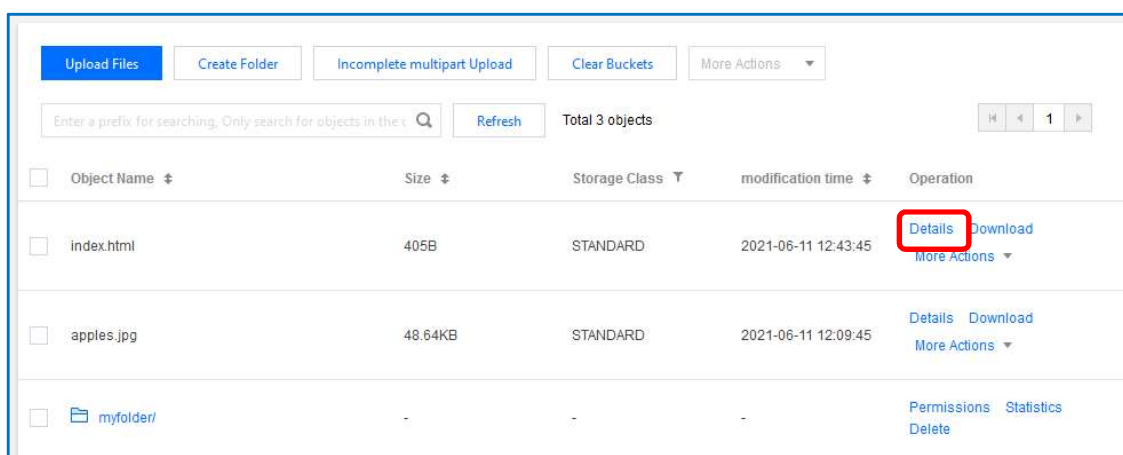 Upload Files Create Folder Incomplete multipart Upload Clear Buckets More Actions
Enter a prefix for searching, Only search for objects in the c Refresh Total 3 objects 1
Object Name Size Storage Class modification time Operation
index.html 405B STANDARD 2021-06-11 12:43:45 Details Download
More Actions
apples.jpg 48.64KB STANDARD 2021-06-11 12:09:45 Details Download
More Actions
myfolder/ - - - Permissions Statistics
Delete